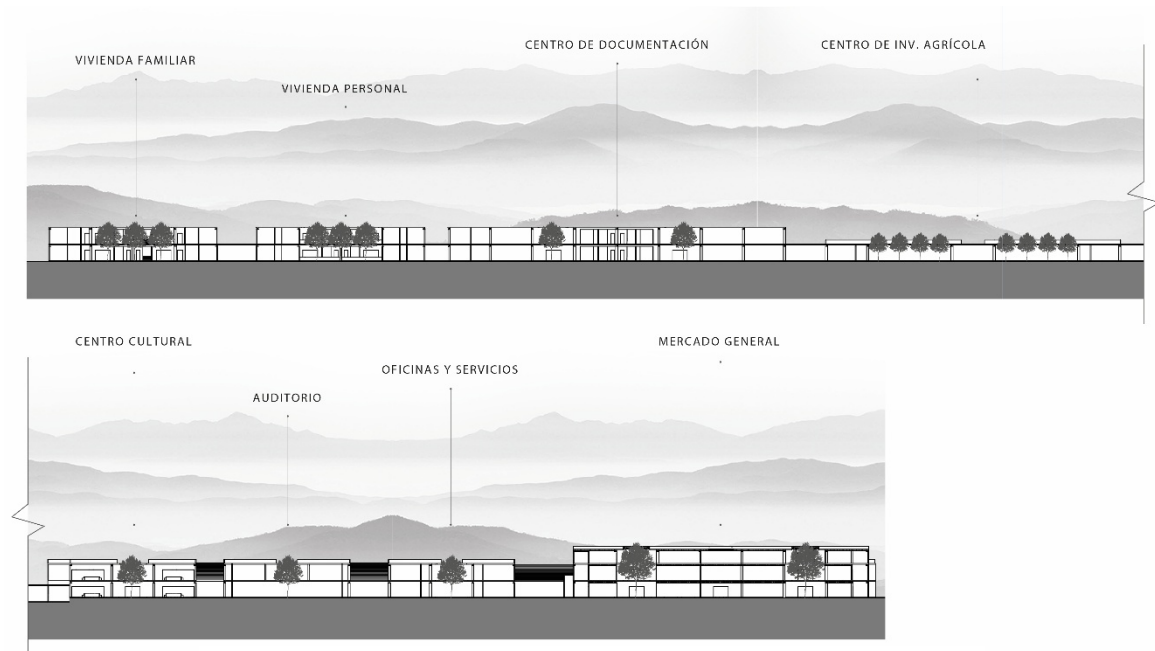 VIVIENDA FAMILIAR
VIVIENDA PERSONAL
CENTRO DE DOCUMENTACIÓN
CENTRO DE INV. AGRÍCOLA
CENTRO CULTURAL
AUDITORIO
OFICINAS Y SERVICIOS
MERCADO GENERAL